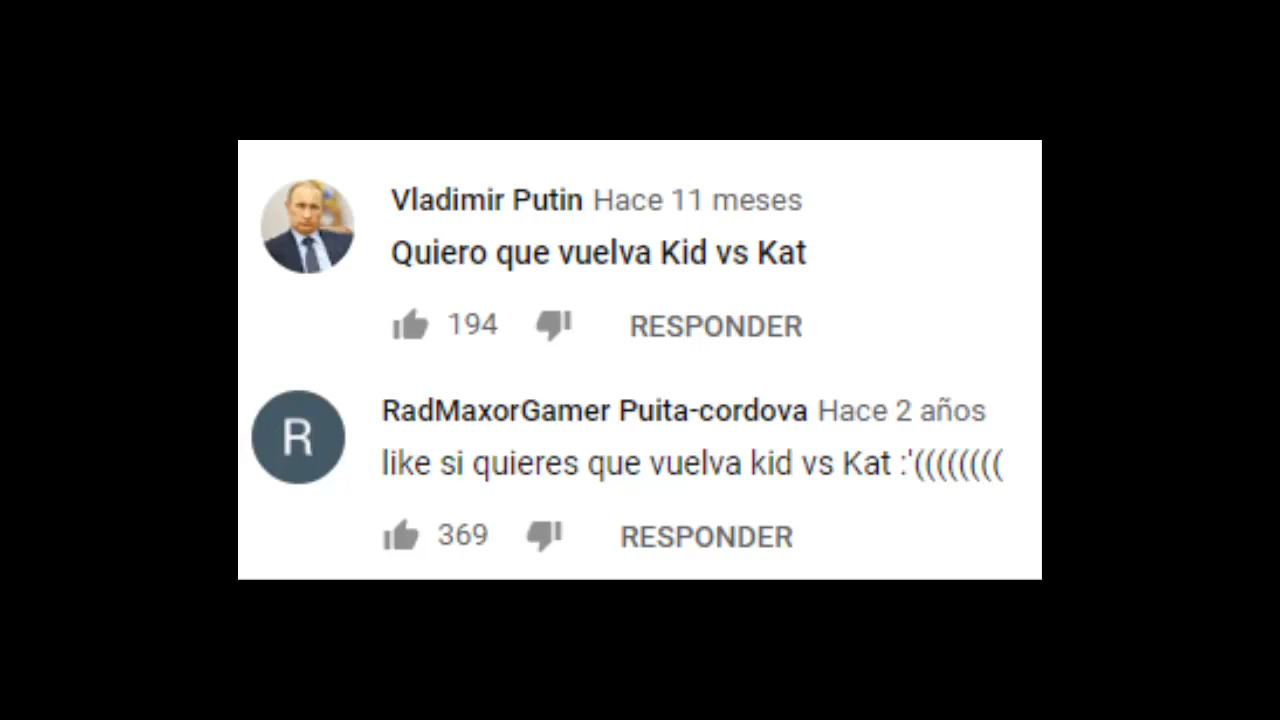 Vladimir Putin Hace 11 meses
Quiero que vuelva Kid vs Kat
194 RESPONDER
R
RadMaxorGamer Puita-cordova Hace 2 años
like si quieres que vuelva kid vs Kat :'((((((((
369 RESPONDER